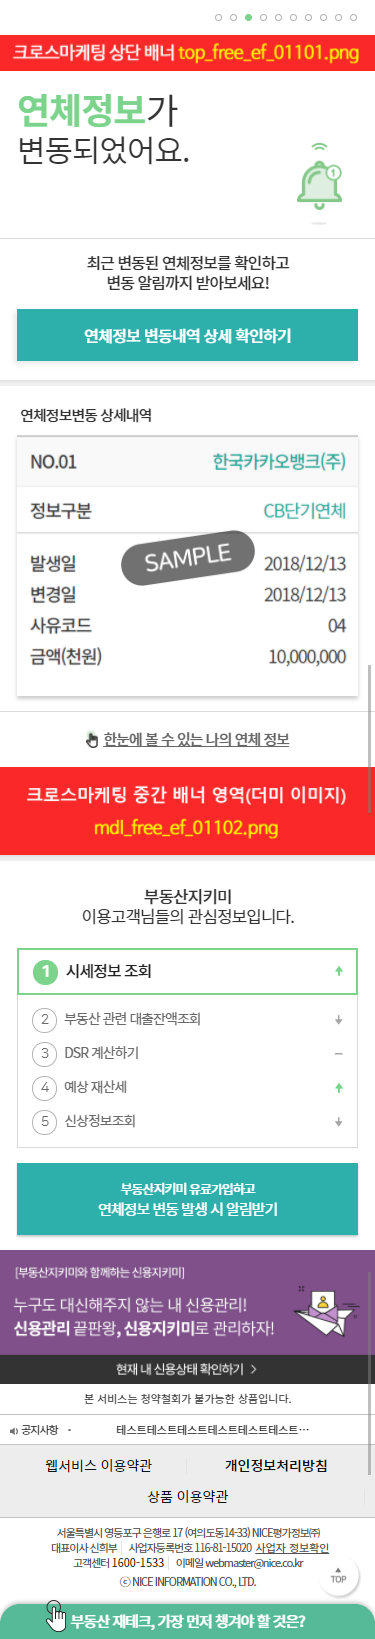 크로스마케팅 상단 배너 top_free_ef_01101.png
연체정보가
변동되었어요.
1
최근 변동된 연체정보를 확인하고
변동 알림까지 받아보세요!
연체정보 변동내역 상세 확인하기
연체정보변동 상세내역
NO.01 한국카카오뱅크(주)
정보구분 CB단기연체
SAMPLE
발생일 2018/12/13
변경일 2018/12/13
사유코드 04
금액(천원) 10,000,000
한눈에 볼 수 있는 나의 연체 정보
크로스마케팅 중간 배너 영역(더미 이미지)
mdl_free_ef_01102.png
부동산지키미
이용고객님들의 관심정보입니다.
1 시세정보 조회
2 부동산 관련 대출잔액조회
3 DSR 계산하기
4 예상 재산세
5 신상정보조회
부동산지키미 유료가입하고
연체정보 변동 발생 시 알림받기
[부동산지키미와 함께하는 신용지키미]
누구도 대신해주지 않는 내 신용관리!
신용관리 끝판왕, 신용지키미로 관리하자!
현재 내 신용상태 확인하기 >
본 서비스는 청약철회가 불가능한 상품입니다.
공지사항 · 테스트테스트테스트테스트테스트테스트…
웹서비스 이용약관 개인정보처리방침
상품 이용약관
서울특별시 영등포구 은행로 17 (여의도동14-33) NICE평가정보㈜
대표이사 신희부 사업자등록번호 116-81-15020 사업자 정보확인
고객센터 1600-1533 이메일 webmaster@nice.co.kr
ⓒ NICE INFORMATION CO., LTD.
TOP
부동산 재테크, 가장 먼저 챙겨야 할 것은?